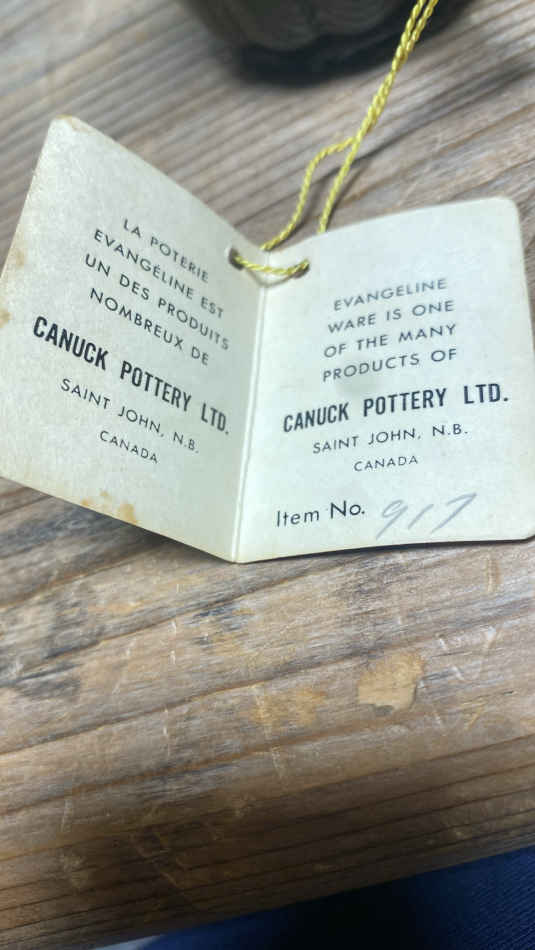 LA POTERIE
EVANGÉLINE EST
UN DES PRODUITS
NOMBREUX DE
CANUCK POTTERY LTD.
SAINT JOHN, N.B.
CANADA
EVANGELINE
WARE IS ONE
OF THE MANY
PRODUCTS OF
CANUCK POTTERY LTD.
SAINT JOHN, N.B.
CANADA
Item No. 917